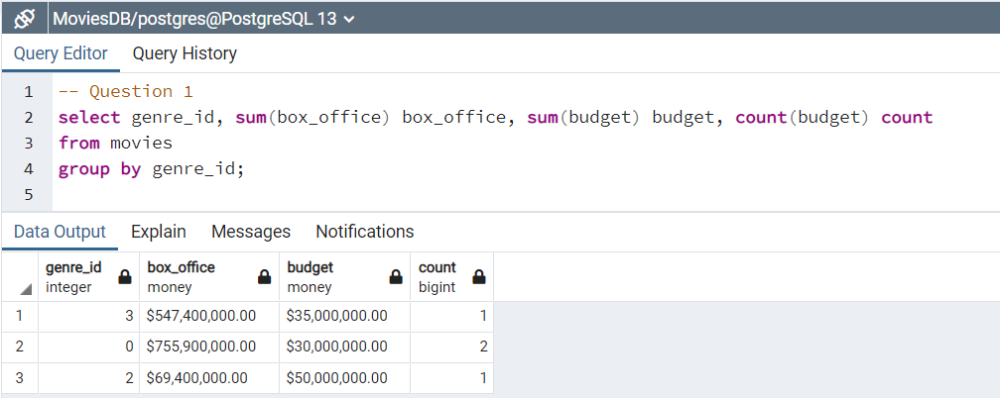 MoviesDB/postgres@PostgreSQL 13
Query Editor Query History
1 -- Question 1
2 select genre_id, sum(box_office) box_office, sum(budget) budget, count(budget) count
3 from movies
4 group by genre_id;
5
Data Output Explain Messages Notifications
genre_id box_office budget count
integer money money bigint
1 3 $547,400,000.00 $35,000,000.00 1
2 0 $755,900,000.00 $30,000,000.00 2
3 2 $69,400,000.00 $50,000,000.00 1